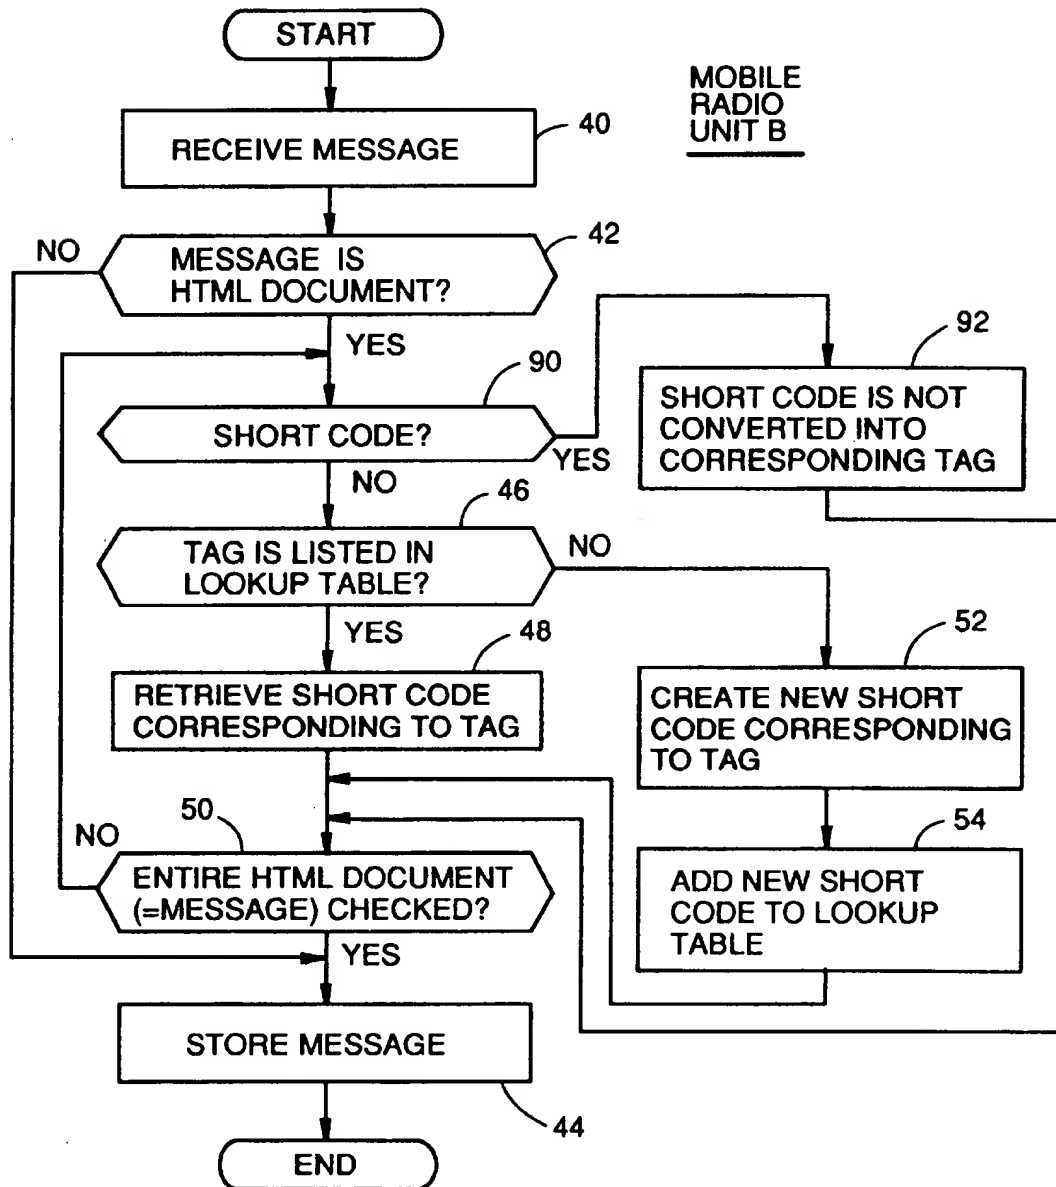 START
MOBILE
RADIO
UNIT B
RECEIVE MESSAGE
40
NO
MESSAGE IS
HTML DOCUMENT?
42
YES
90
SHORT CODE?
YES
92
SHORT CODE IS NOT
CONVERTED INTO
CORRESPONDING TAG
NO
46
TAG IS LISTED IN
LOOKUP TABLE?
NO
YES
48
RETRIEVE SHORT CODE
CORRESPONDING TO TAG
52
CREATE NEW SHORT
CODE CORRESPONDING
TO TAG
50
NO
ENTIRE HTML DOCUMENT
(=MESSAGE) CHECKED?
54
ADD NEW SHORT
CODE TO LOOKUP
TABLE
YES
STORE MESSAGE
44
END